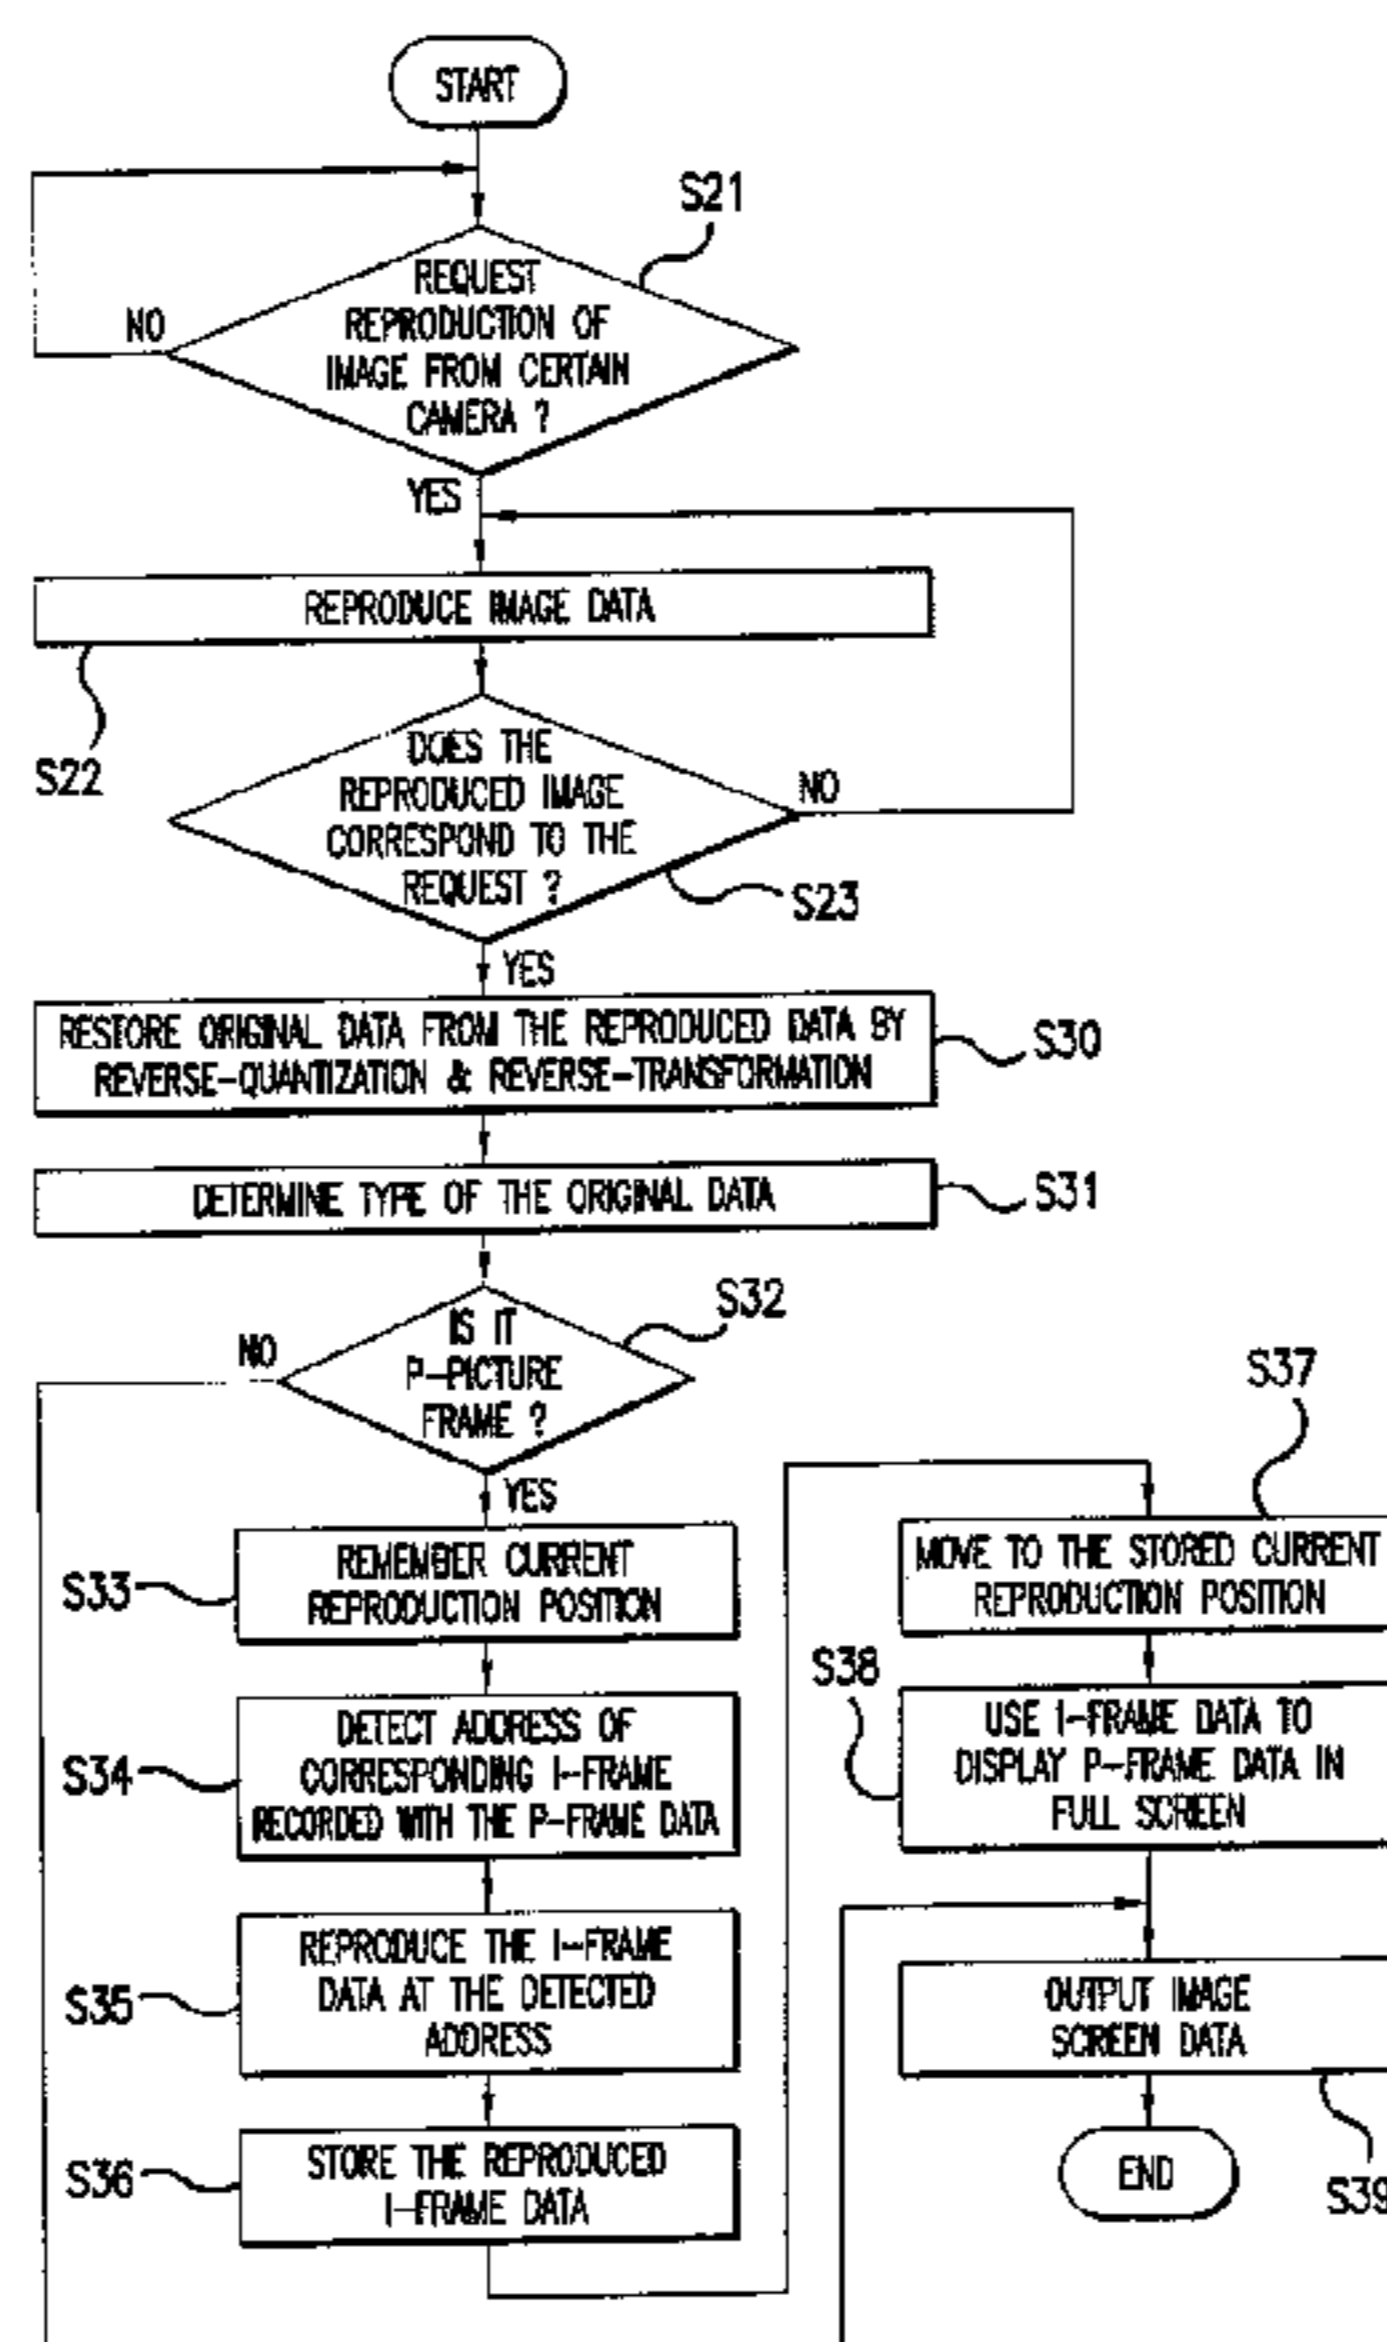 START
S21
REQUEST
REPRODUCTION OF
IMAGE FROM CERTAIN
CAMERA ?
NO
YES
REPRODUCE IMAGE DATA
S22
DOES THE
REPRODUCED IMAGE
CORRESPOND TO THE
REQUEST ?
NO
S23
YES
RESTORE ORIGINAL DATA FROM THE REPRODUCED DATA BY
REVERSE-QUANTIZATION & REVERSE-TRANSFORMATION
S30
DETERMINE TYPE OF THE ORIGINAL DATA
S31
S32
IS IT
P-PICTURE
FRAME ?
NO
YES
REMEMBER CURRENT
REPRODUCTION POSITION
S33
DETECT ADDRESS OF
CORRESPONDING I-FRAME
RECORDED WITH THE P-FRAME DATA
S34
REPRODUCE THE I-FRAME
DATA AT THE DETECTED
ADDRESS
S35
STORE THE REPRODUCED
I-FRAME DATA
S36
S37
MOVE TO THE STORED CURRENT
REPRODUCTION POSITION
S38
USE I-FRAME DATA TO
DISPLAY P-FRAME DATA IN
FULL SCREEN
OUTPUT IMAGE
SCREEN DATA
S39
END